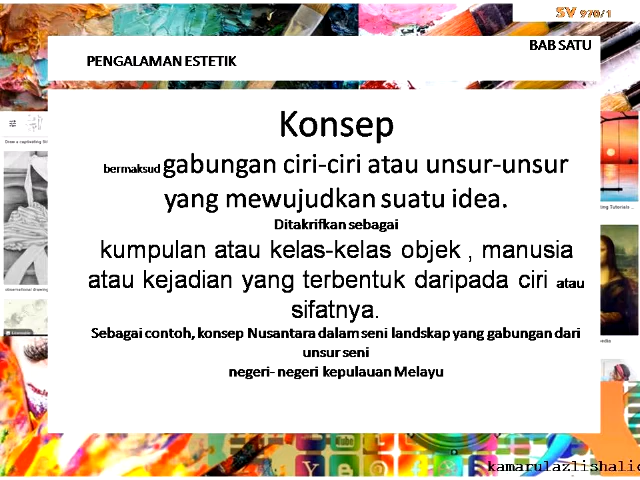 SV 970/1
BAB SATU
PENGALAMAN ESTETIK
Konsep
bermaksud gabungan ciri-ciri atau unsur-unsur
yang mewujudkan suatu idea.
Ditakrifkan sebagai
kumpulan atau kelas-kelas objek , manusia
atau kejadian yang terbentuk daripada ciri atau
sifatnya.
Sebagai contoh, konsep Nusantara dalam seni landskap yang gabungan dari
unsur seni
negeri- negeri kepulauan Melayu
kamarulazlishalic